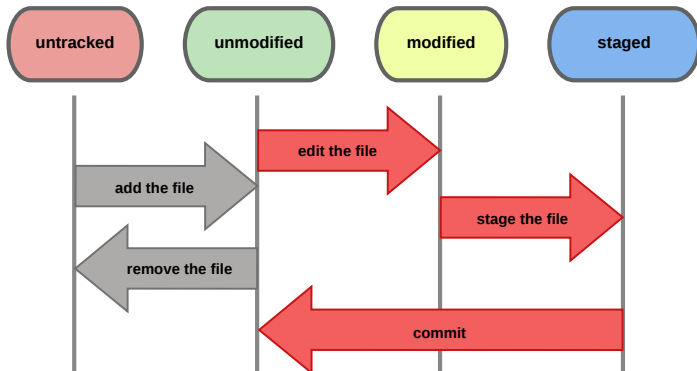 untracked
unmodified
modified
staged
edit the file
add the file
stage the file
remove the file
commit